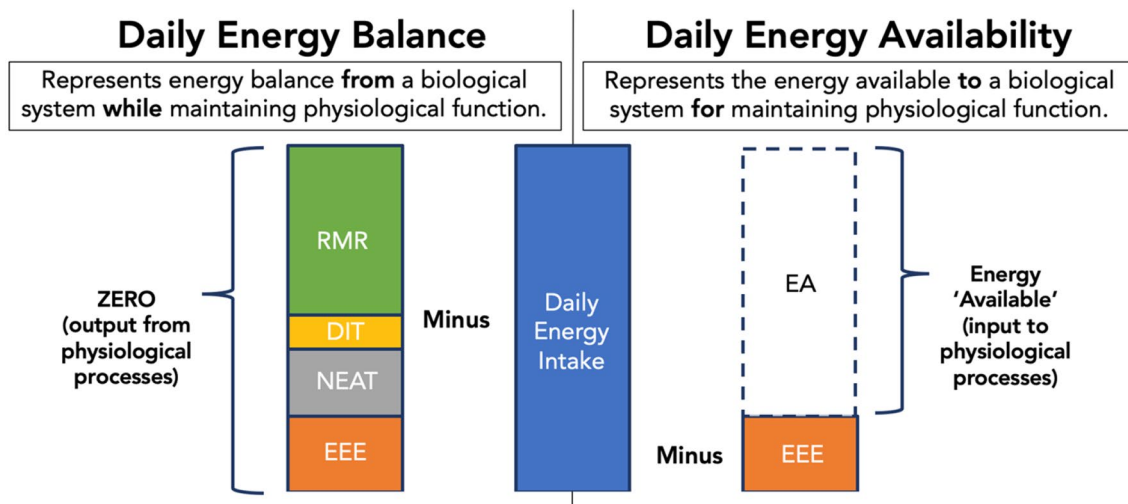 Daily Energy Balance
Represents energy balance from a biological
system while maintaining physiological function.
ZERO
(output from
physiological
processes)
RMR
DIT
NEAT
EEE
Minus
Daily
Energy
Intake
Daily Energy Availability
Represents the energy available to a biological
system for maintaining physiological function.
Minus
EA
EEE
Energy
‘Available’
(input to
physiological
processes)